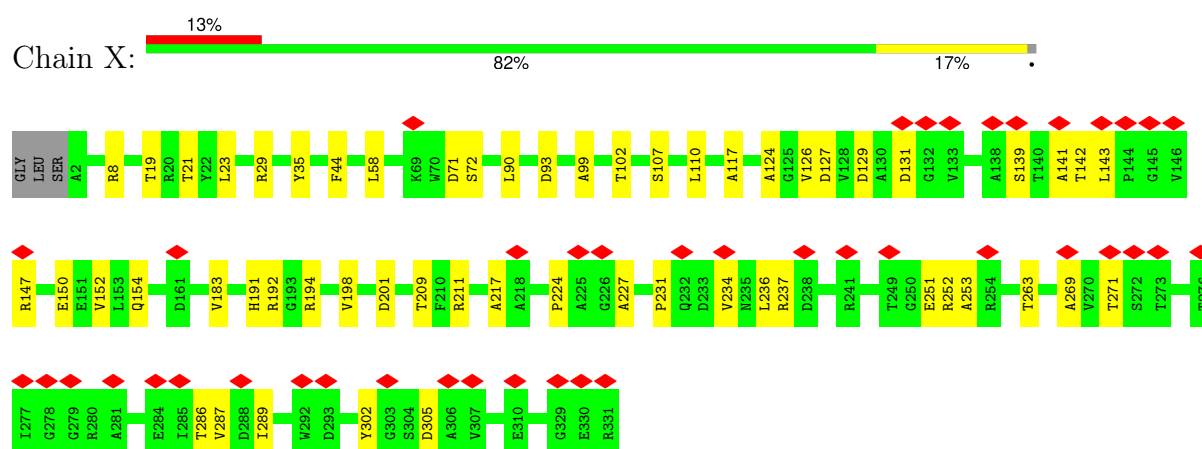 13%
Chain X:
82% 17% •
GLY LEU SER A2 R8 T19 R20 T21 Y22 L23 R29 Y35 F44 L58 K69 W70 D71 S72 L90 D93 A99 T102 S107 L110 A117 A124 G125 V126 D127 V128 D129 A130 D131 G132 V133 A138 S139 T140 A141 T142 L143 P144 G145 V146
R147 E150 E151 V152 L153 Q154 D161 V183 H191 R192 G193 R194 V198 D201 T209 F210 R211 A217 A218 P224 A225 G226 A227 P231 Q232 D233 V234 N235 L236 R237 D238 R241 T249 G250 E251 R252 A253 R254 T263 A269 V270 T271 S272 T273
I277 G278 G279 R280 A281 E284 I285 T286 V287 D288 I289 W292 D293 Y302 G303 S304 D305 A306 V307 E310 G329 E330 R331